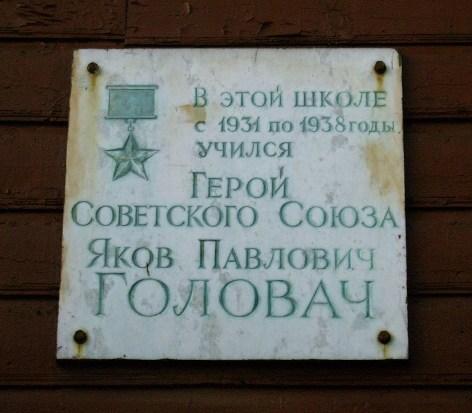 В этой школе
с 1931 по 1938 годы
учился
Герой
Советского Союза
Яков Павлович
Головач